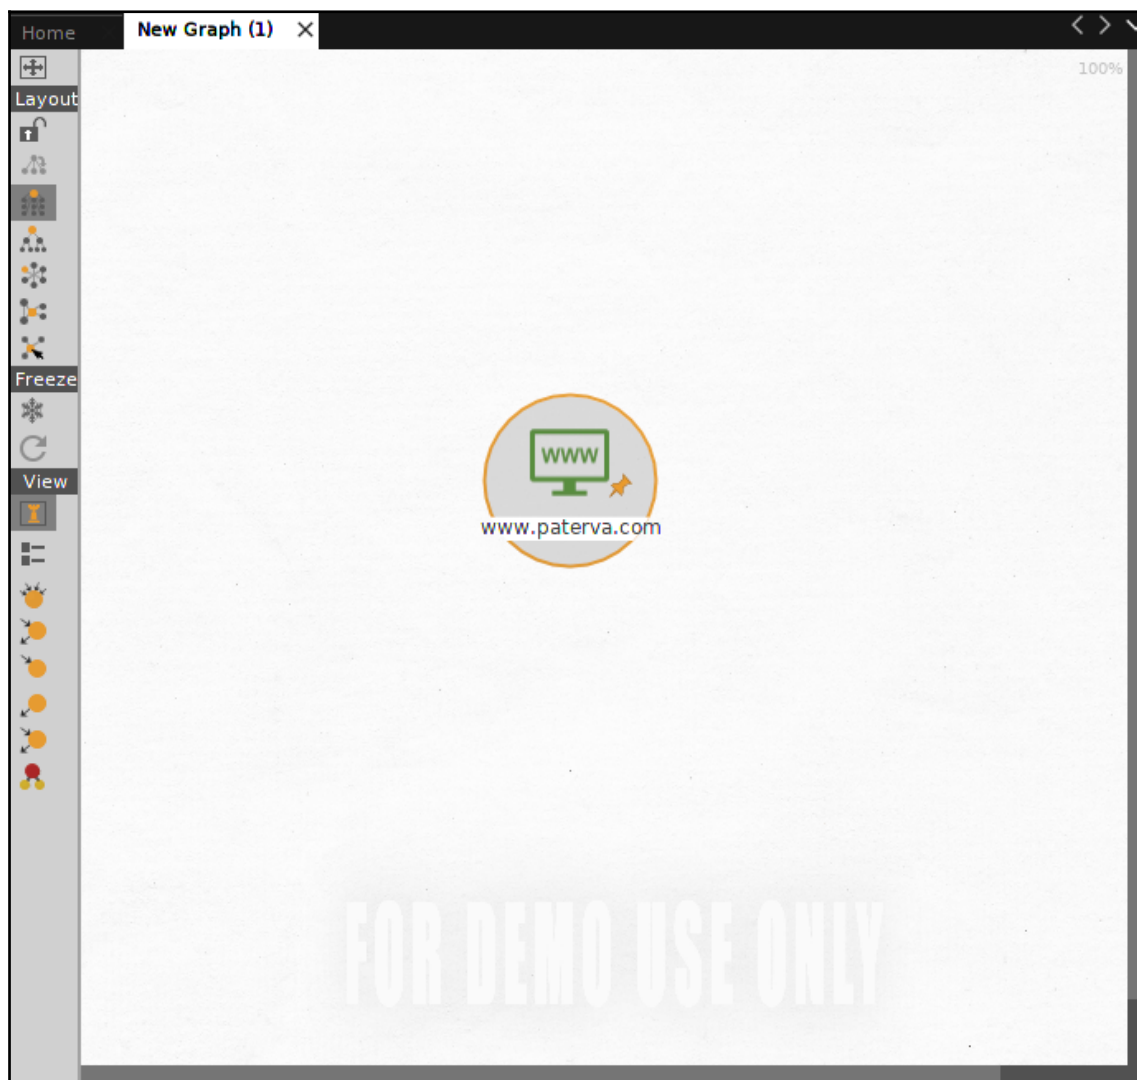 Home
New Graph (1)
100%
Layout
Freeze
View
WWW
www.paterva.com
FOR DEMO USE ONLY